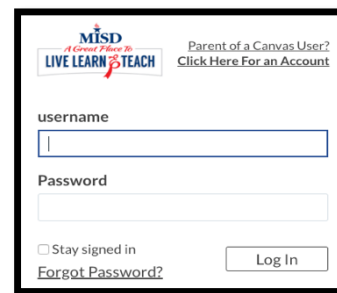 MISD
A Great Place To
LIVE LEARN & TEACH
Parent of a Canvas User?
Click Here For an Account
username
Password
Stay signed in
Log In
Forgot Password?